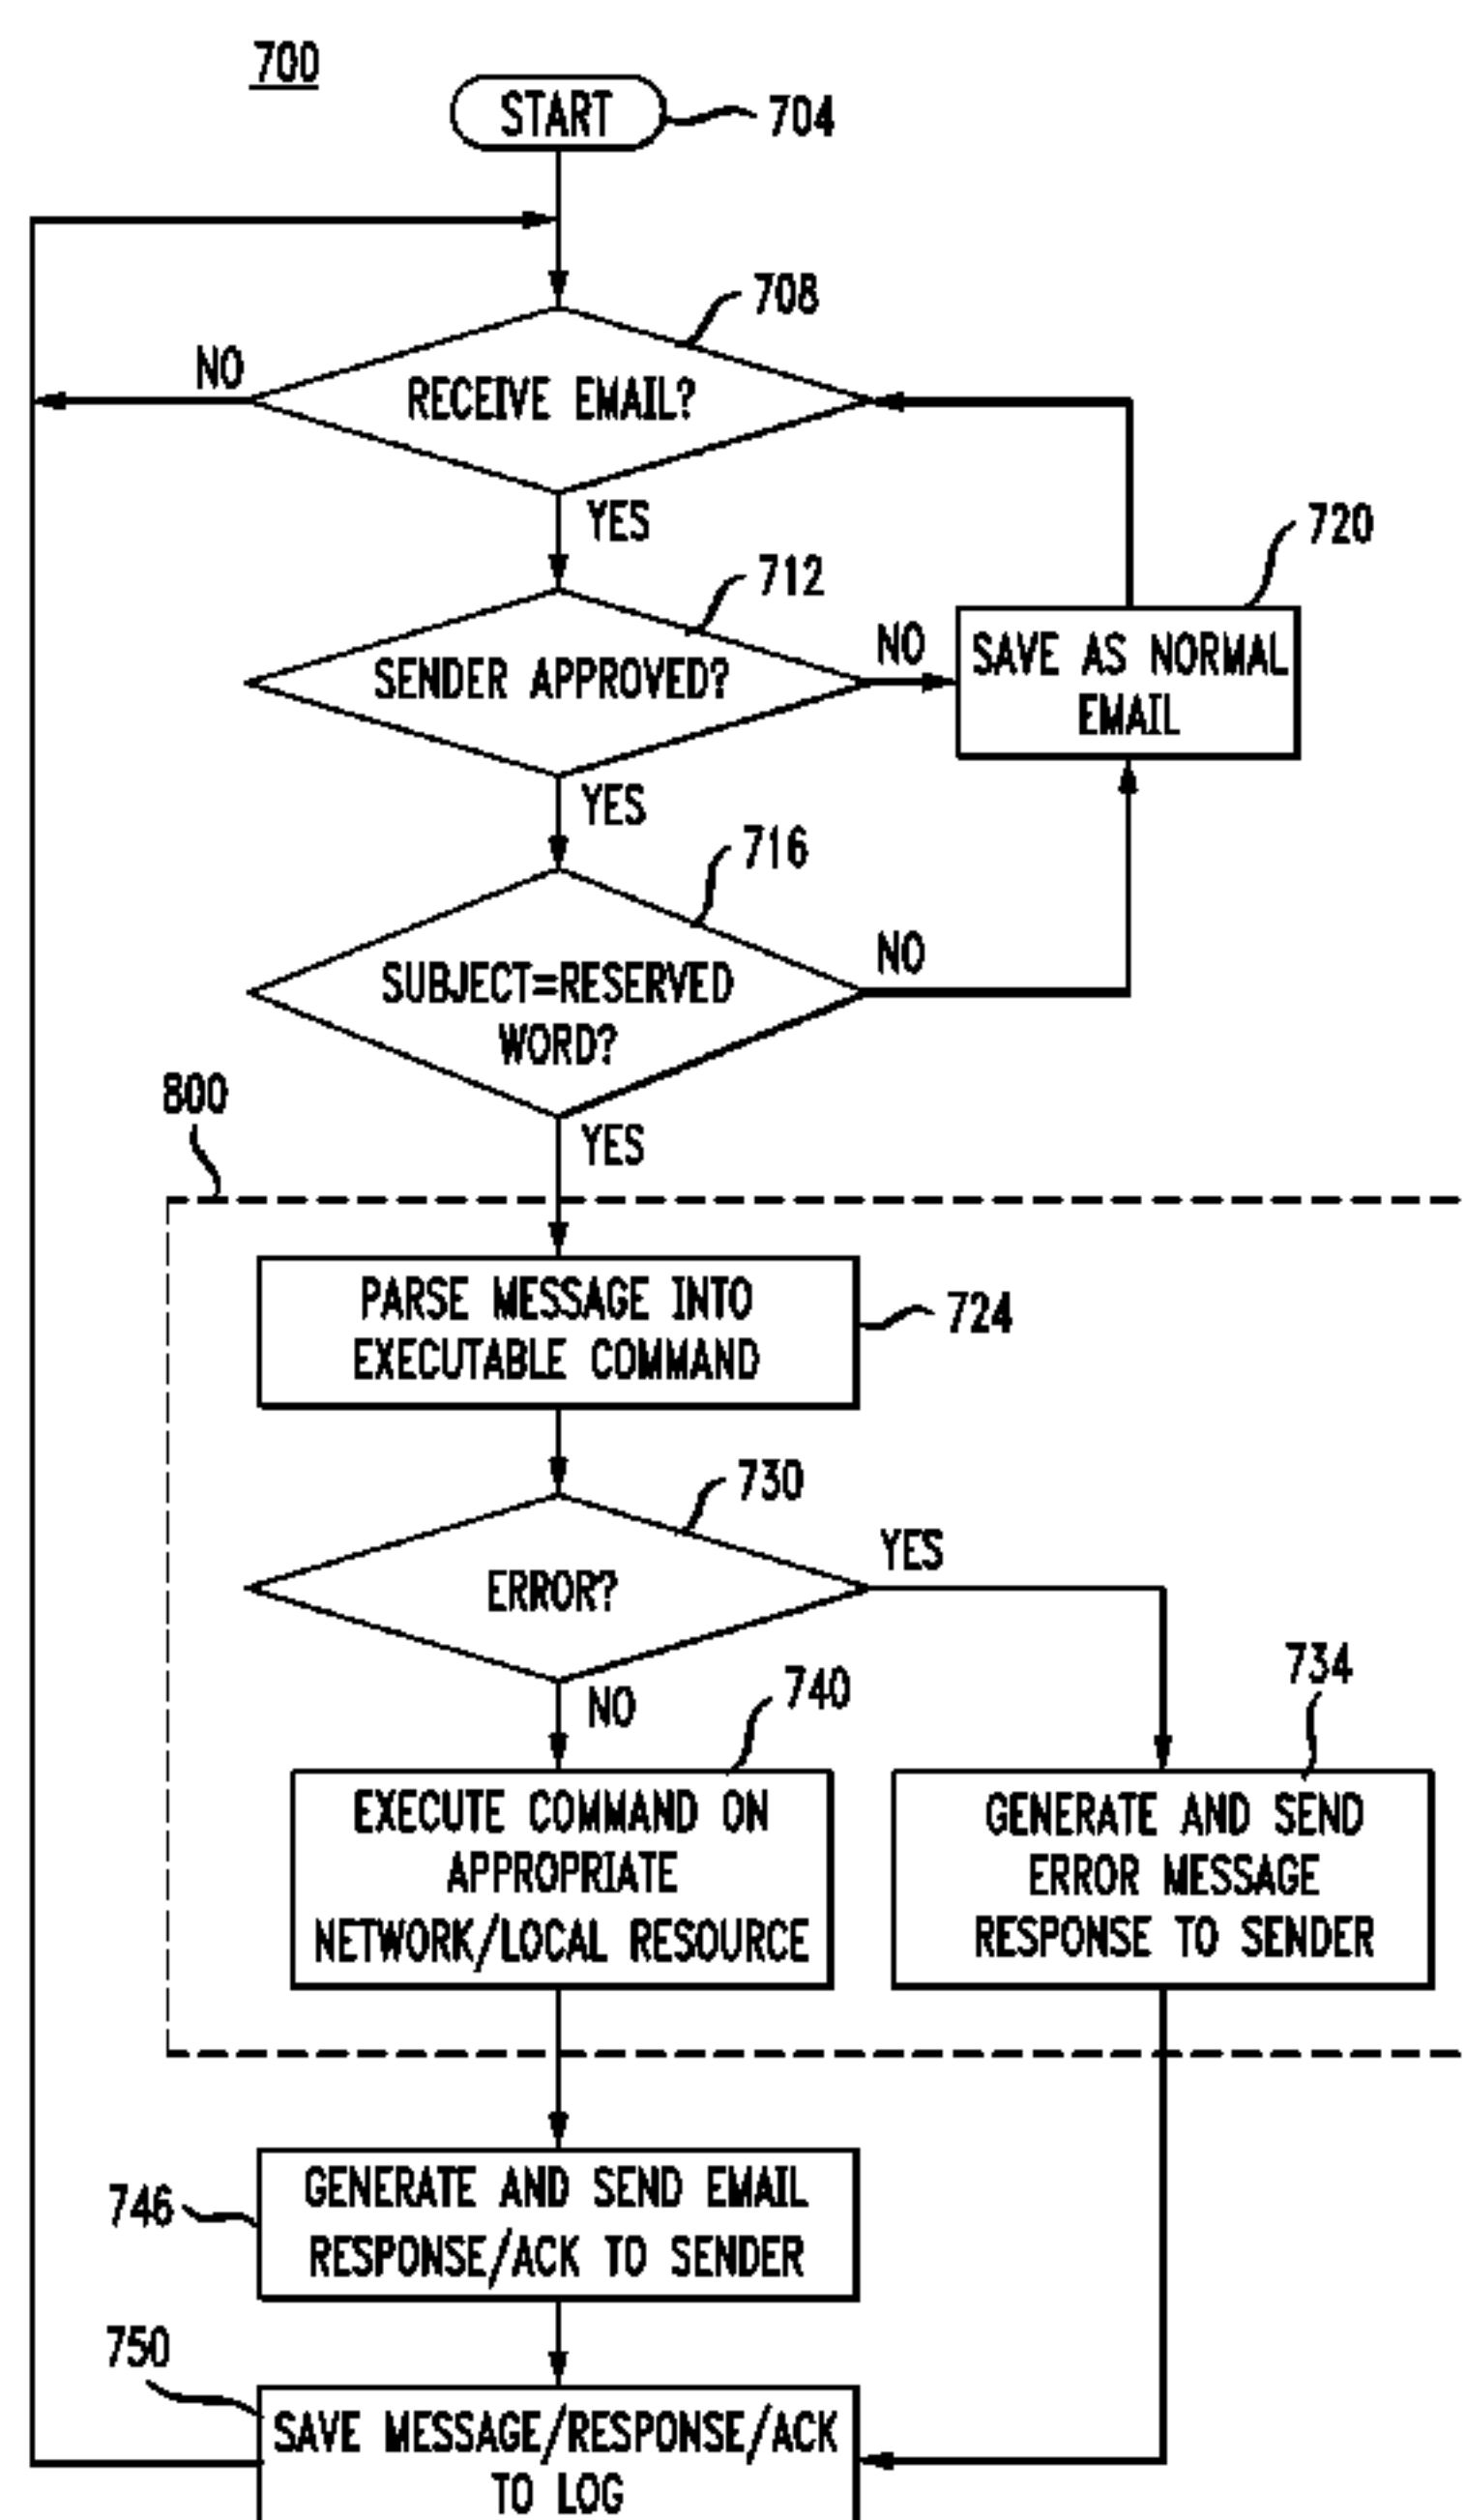 700
START
704
708
NO
RECEIVE EMAIL?
YES
720
712
NO
SENDER APPROVED?
SAVE AS NORMAL
EMAIL
YES
716
NO
SUBJECT=RESERVED
WORD?
800
YES
PARSE MESSAGE INTO
EXECUTABLE COMMAND
724
730
YES
ERROR?
734
740
NO
EXECUTE COMMAND ON
APPROPRIATE
NETWORK/LOCAL RESOURCE
GENERATE AND SEND
ERROR MESSAGE
RESPONSE TO SENDER
746
GENERATE AND SEND EMAIL
RESPONSE/ACK TO SENDER
750
SAVE MESSAGE/RESPONSE/ACK
TO LOG